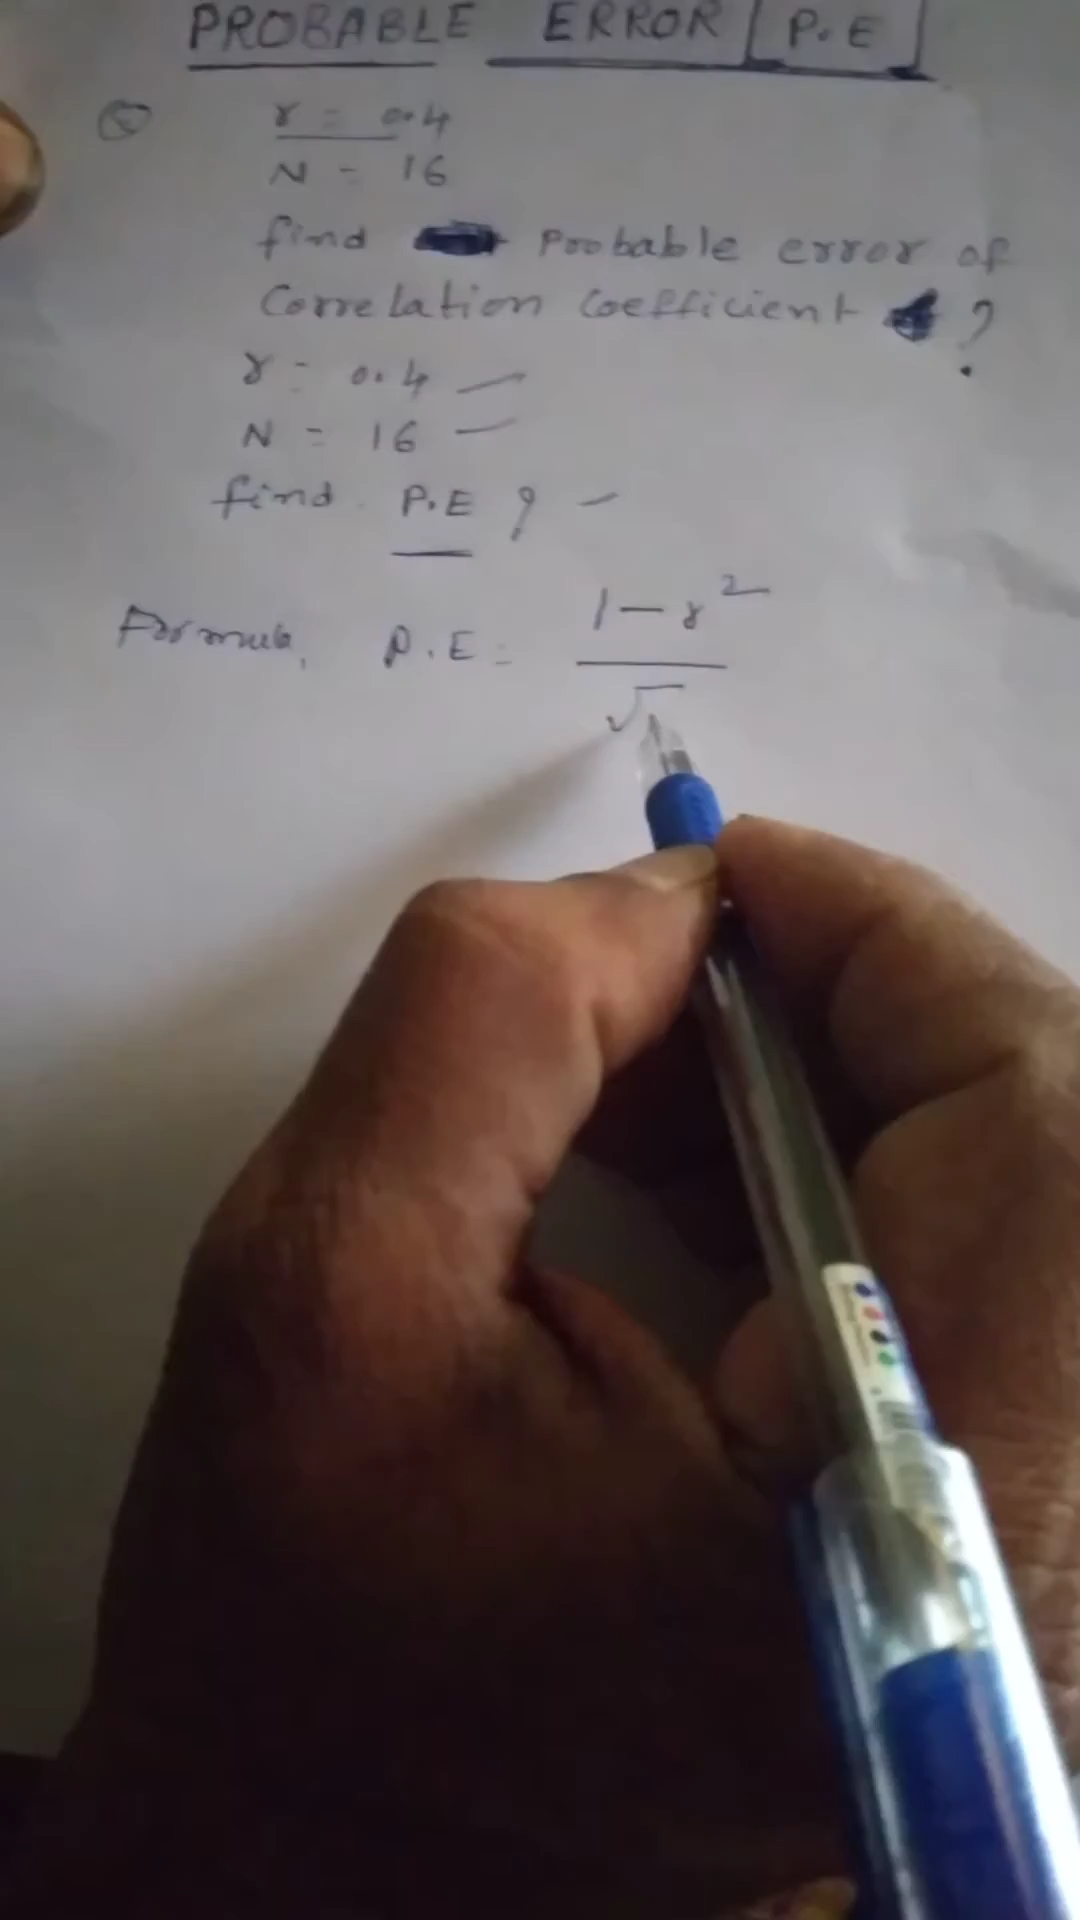 PROBABLE ERROR [P.E]
r = 0.4
N = 16
find Probable error of
Correlation Coefficient ?
r = 0.4
N = 16
find P.E ?
Formula, P.E = 1 - r²
√